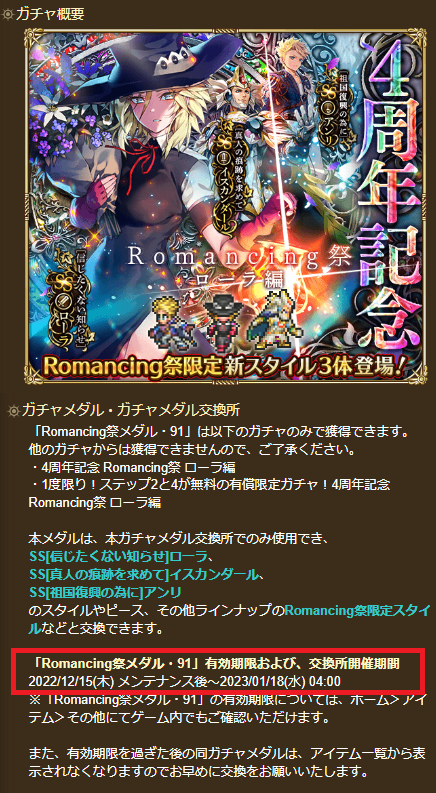 ガチャ概要
4周年記念
[祖国復興の為に]
SS アンリ
[真人の痕跡を求めて]
SS イスカンダール
[信じたくない知らせ]
SS ローラ
Romancing祭
ローラ編
Romancing祭限定新スタイル3体登場!
ガチャメダル・ガチャメダル交換所
「Romancing祭メダル・91」は以下のガチャのみで獲得できます。
他のガチャからは獲得できませんので、ご了承ください。
・4周年記念 Romancing祭 ローラ編
・1度限り!ステップ2と4が無料の有償限定ガチャ!4周年記念
Romancing祭 ローラ編
本メダルは、本ガチャメダル交換所でのみ使用でき、
SS[信じたくない知らせ]ローラ、
SS[真人の痕跡を求めて]イスカンダール、
SS[祖国復興の為に]アンリ
のスタイルやピース、その他ラインナップのRomancing祭限定スタイ
ルなどと交換できます。
「Romancing祭メダル・91」有効期限および、交換所開催期間
2022/12/15(木) メンテナンス後～2023/01/18(水) 04:00
※「Romancing祭メダル・91」の有効期限については、ホーム＞アイ
テム＞その他にてゲーム内でもご確認いただけます。
また、有効期限を過ぎた後の同ガチャメダルは、アイテム一覧から表
示されなくなりますのでお早めに交換をお願いいたします。